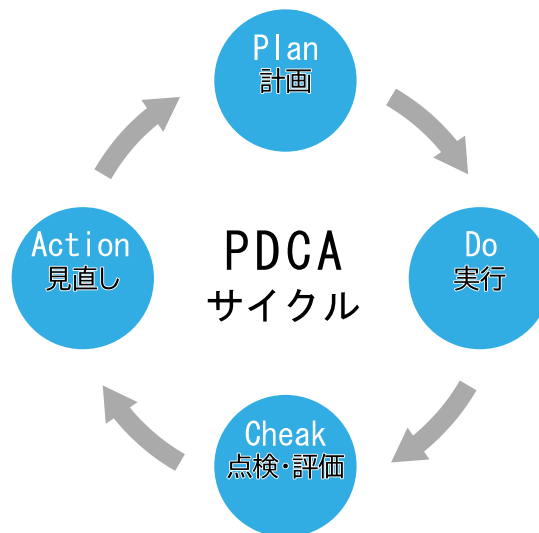 Plan
計画
Action
見直し
PDCA
サイクル
Do
実行
Cheak
点検・評価